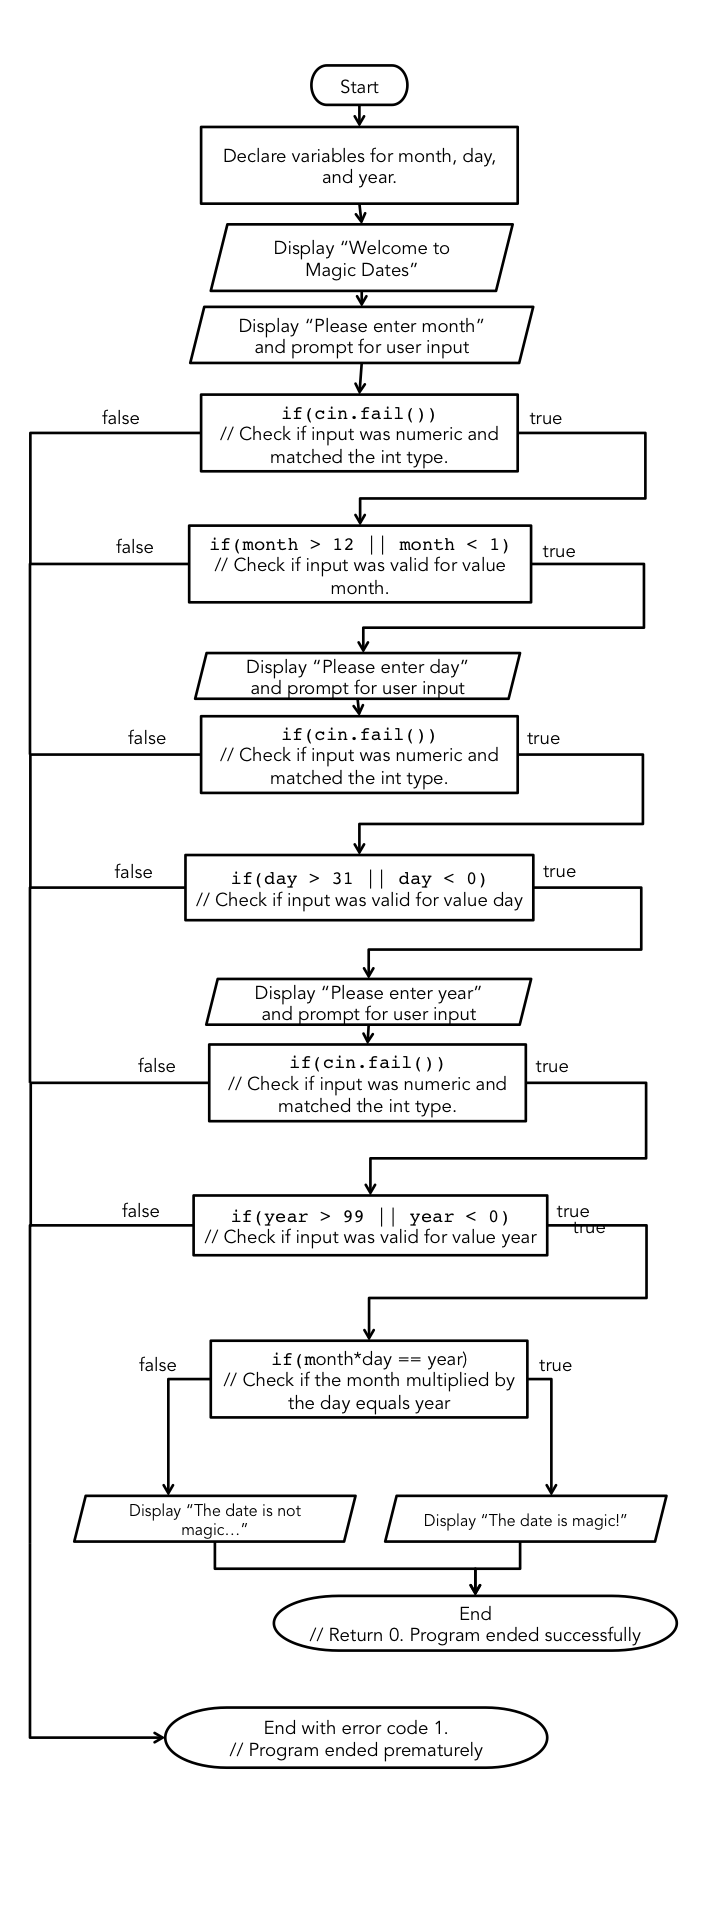 Start
Declare variables for month, day,
and year.
Display “Welcome to
Magic Dates”
Display “Please enter month”
and prompt for user input
false
if(cin.fail())
true
// Check if input was numeric and
matched the int type.
false
if(month > 12 || month < 1)
true
// Check if input was valid for value
month.
Display “Please enter day”
and prompt for user input
false
if(cin.fail())
true
// Check if input was numeric and
matched the int type.
false
if(day > 31 || day < 0)
true
// Check if input was valid for value day
Display “Please enter year”
and prompt for user input
false
if(cin.fail())
true
// Check if input was numeric and
matched the int type.
false
if(year > 99 || year < 0)
true
true
// Check if input was valid for value year
false
if(month*day == year)
true
// Check if the month multiplied by
the day equals year
Display “The date is not
magic…”
Display “The date is magic!”
End
// Return 0. Program ended successfully
End with error code 1.
// Program ended prematurely